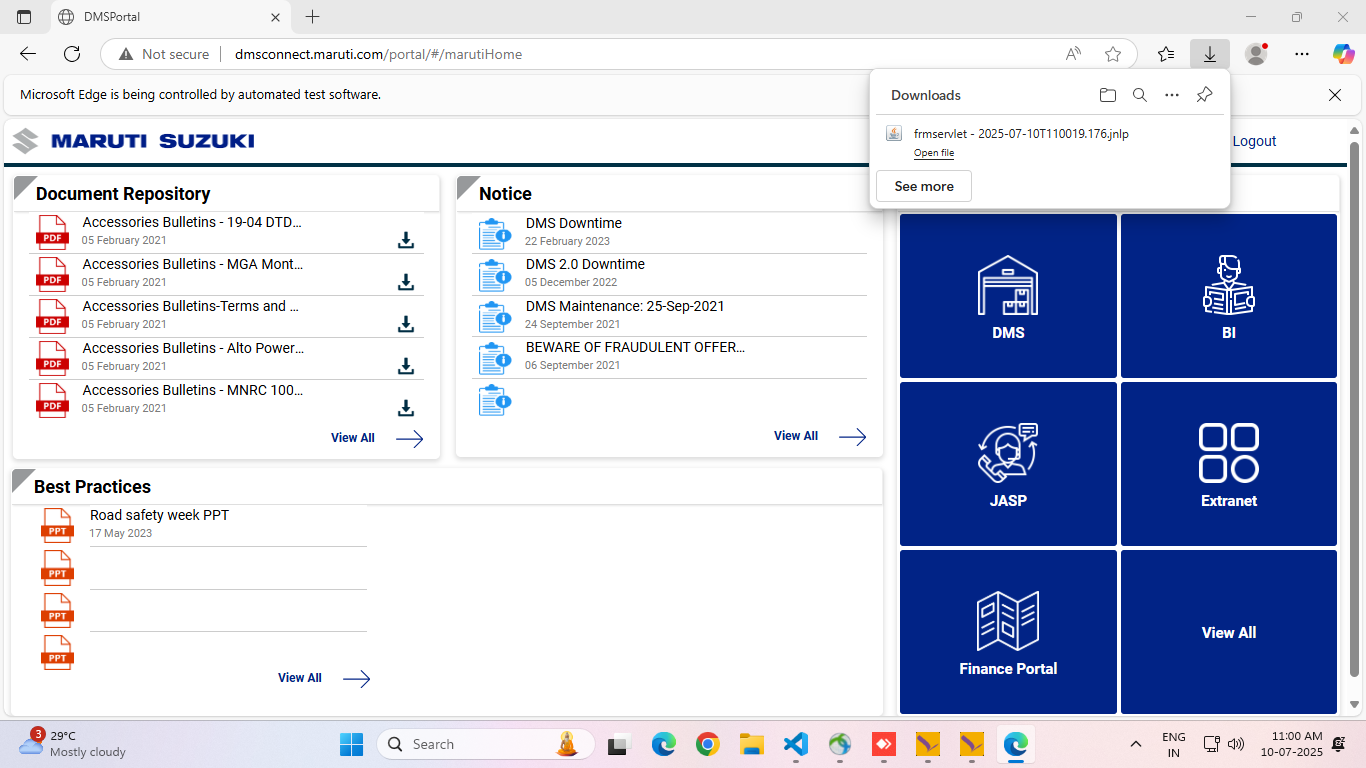 DMSPortal
Not secure
dmsconnect.maruti.com/portal/#/marutiHome
Microsoft Edge is being controlled by automated test software.
Downloads
frmservlet - 2025-07-10T110019.176.jnlp
Open file
See more
MARUTI SUZUKI
Logout
Document Repository
Accessories Bulletins - 19-04 DTD...
05 February 2021
Accessories Bulletins - MGA Mont...
05 February 2021
Accessories Bulletins-Terms and ...
05 February 2021
Accessories Bulletins - Alto Power...
05 February 2021
Accessories Bulletins - MNRC 100...
05 February 2021
PDF
PDF
PDF
PDF
PDF
View All
Notice
DMS Downtime
22 February 2023
DMS 2.0 Downtime
05 December 2022
DMS Maintenance: 25-Sep-2021
24 September 2021
BEWARE OF FRAUDULENT OFFER...
06 September 2021
View All
Best Practices
Road safety week PPT
17 May 2023
PPT
PPT
PPT
PPT
View All
DMS
BI
JASP
Extranet
Finance Portal
View All
3
29°C
Mostly cloudy
Search
ENG
IN
11:00 AM
10-07-2025